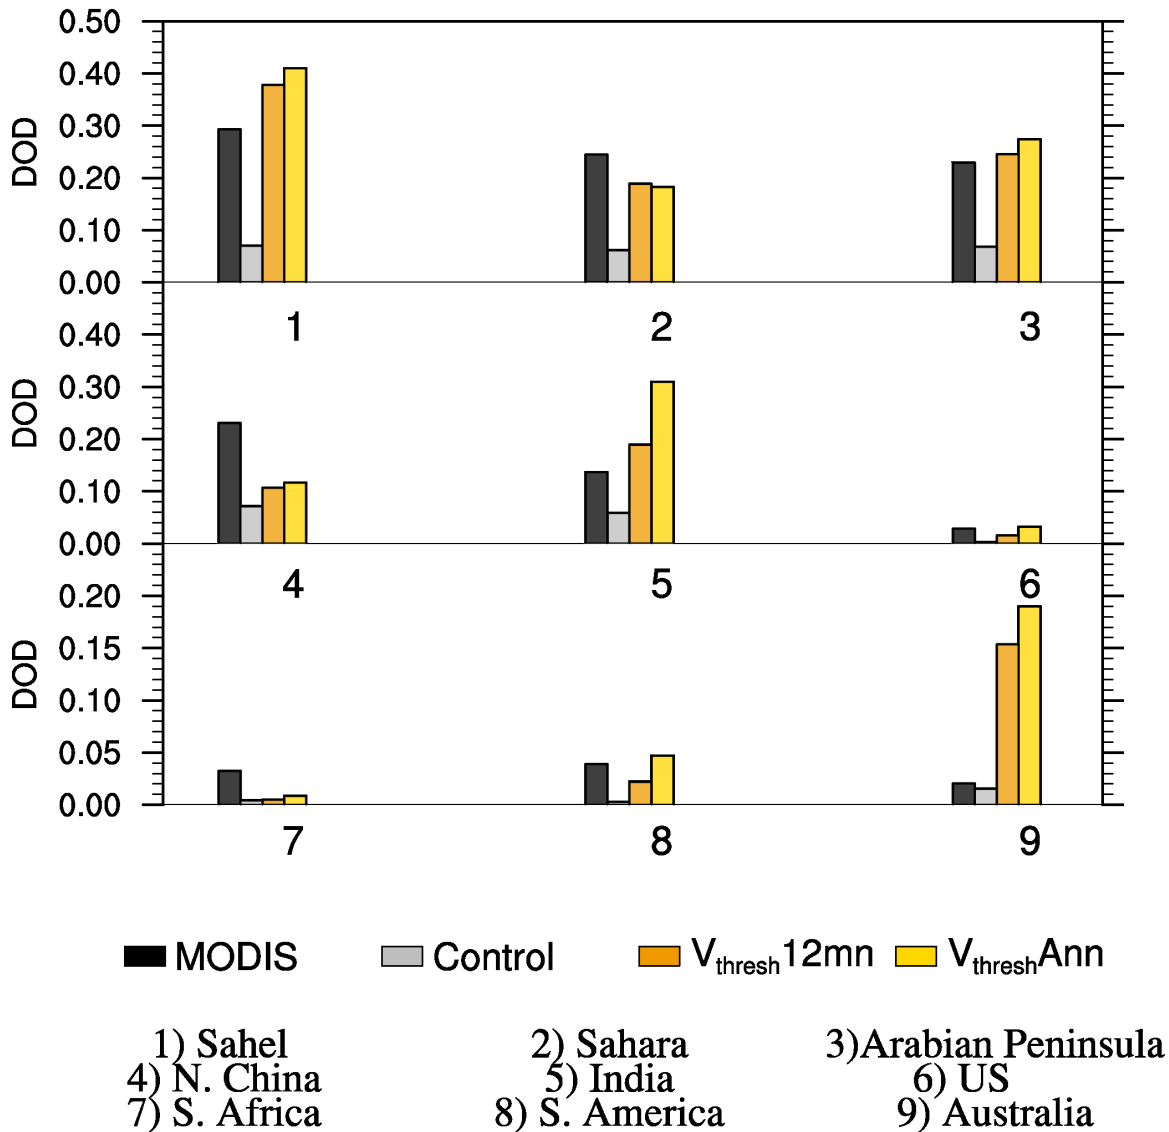 0.50
0.40
0.30
DOD
0.20
0.10
0.00
1 2 3
0.40
0.30
DOD
0.20
0.10
0.00
4 5 6
0.20
0.15
DOD
0.10
0.05
0.00
7 8 9
MODIS Control Vthresh12mn VthreshAnn
1) Sahel 2) Sahara 3)Arabian Peninsula
4) N. China 5) India 6) US
7) S. Africa 8) S. America 9) Australia